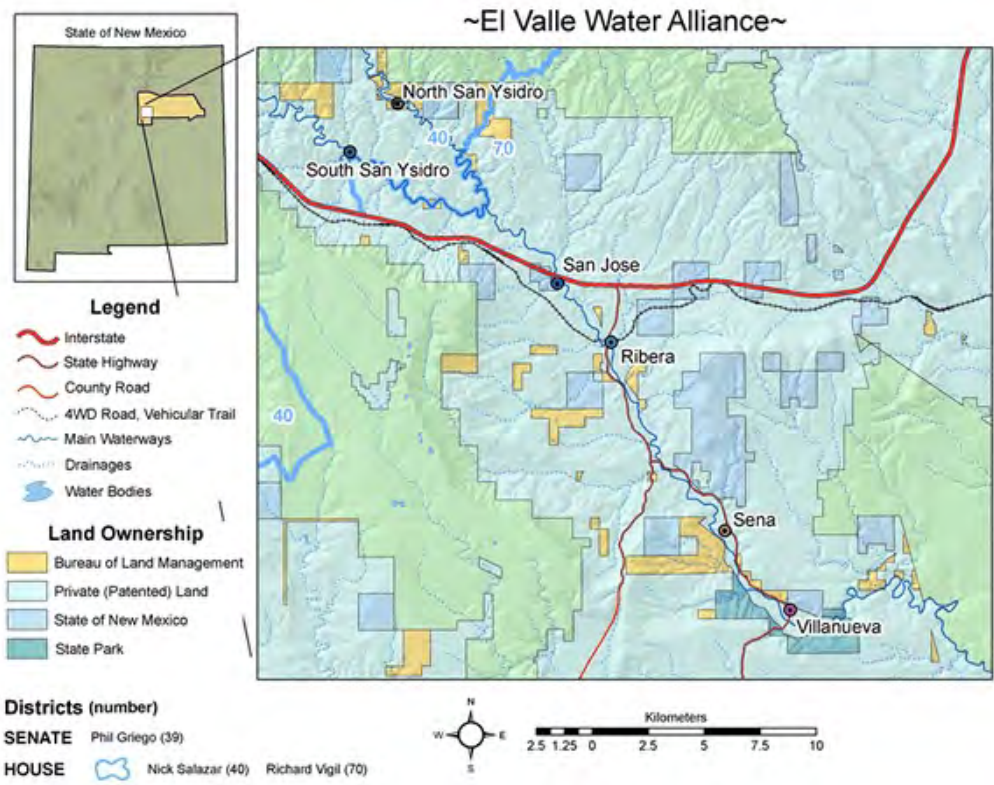 ~El Valle Water Alliance~
State of New Mexico
North San Ysidro
40
70
South San Ysidro
San Jose
Ribera
40
Sena
Villanueva
Legend
Interstate
State Highway
County Road
4WD Road, Vehicular Trail
Main Waterways
Drainages
Water Bodies
Land Ownership
Bureau of Land Management
Private (Patented) Land
State of New Mexico
State Park
Districts (number)
SENATE Phil Griego (39)
HOUSE Nick Salazar (40) Richard Vigil (70)
N
W E
S
Kilometers
2.5 1.25 0 2.5 5 7.5 10